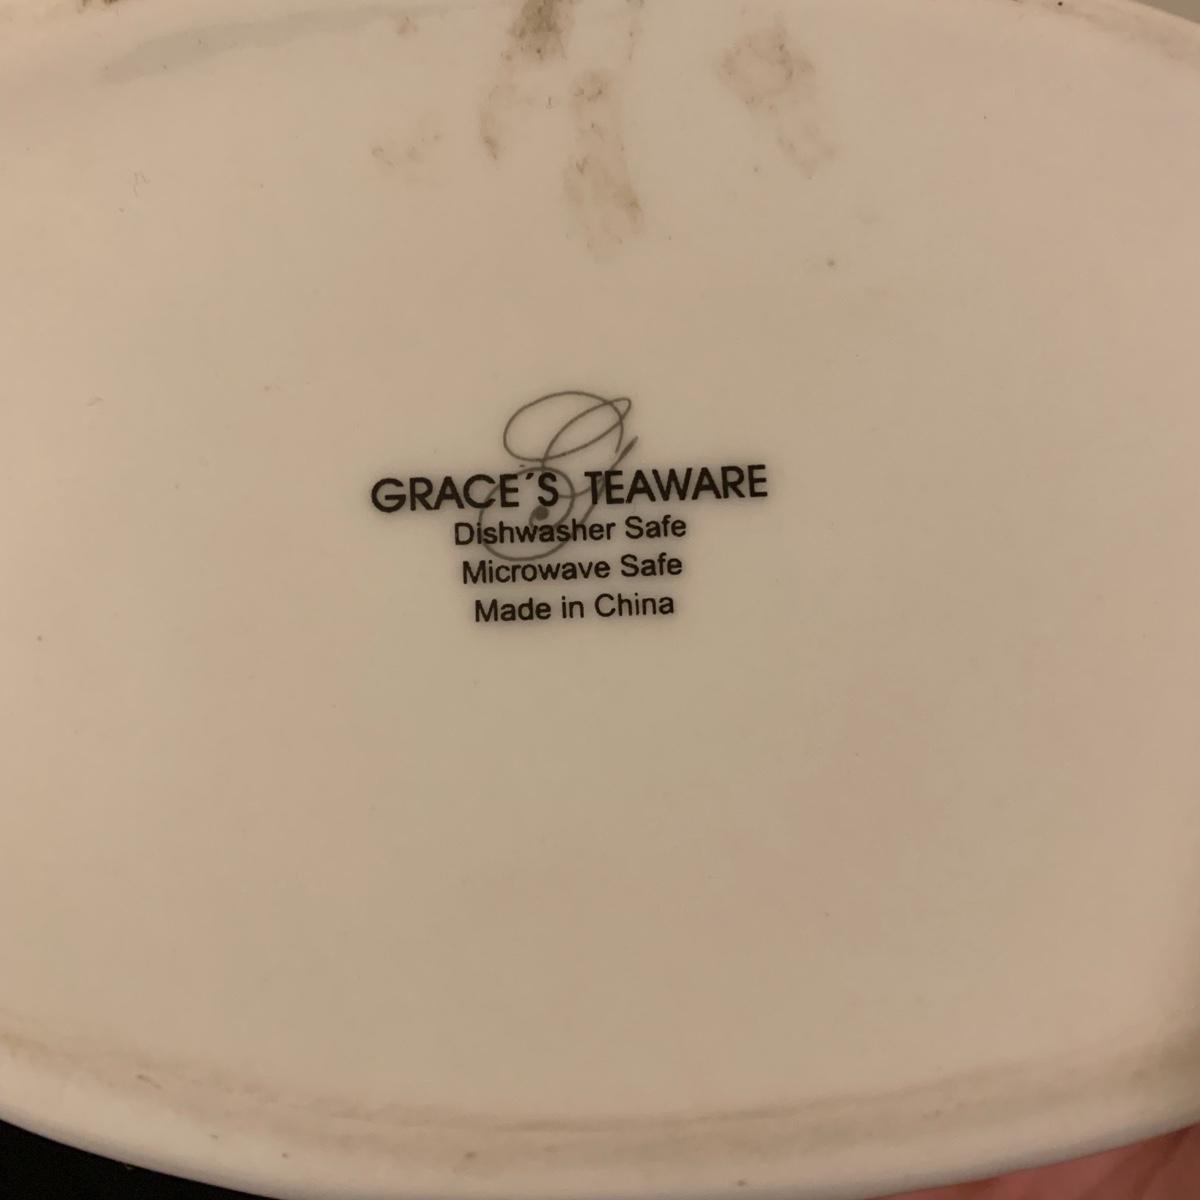 G
GRACE´S TEAWARE
Dishwasher Safe
Microwave Safe
Made in China